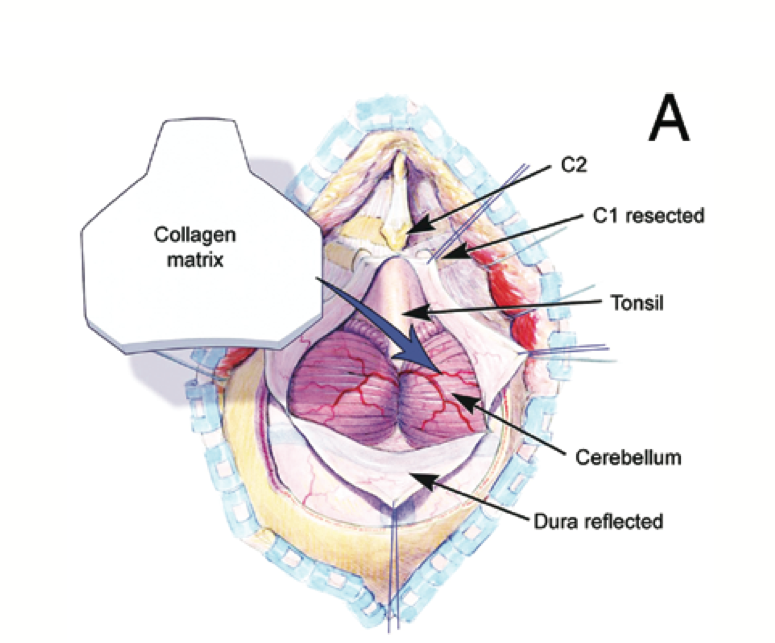 A
C2
C1 resected
Collagen
matrix
Tonsil
Cerebellum
Dura reflected